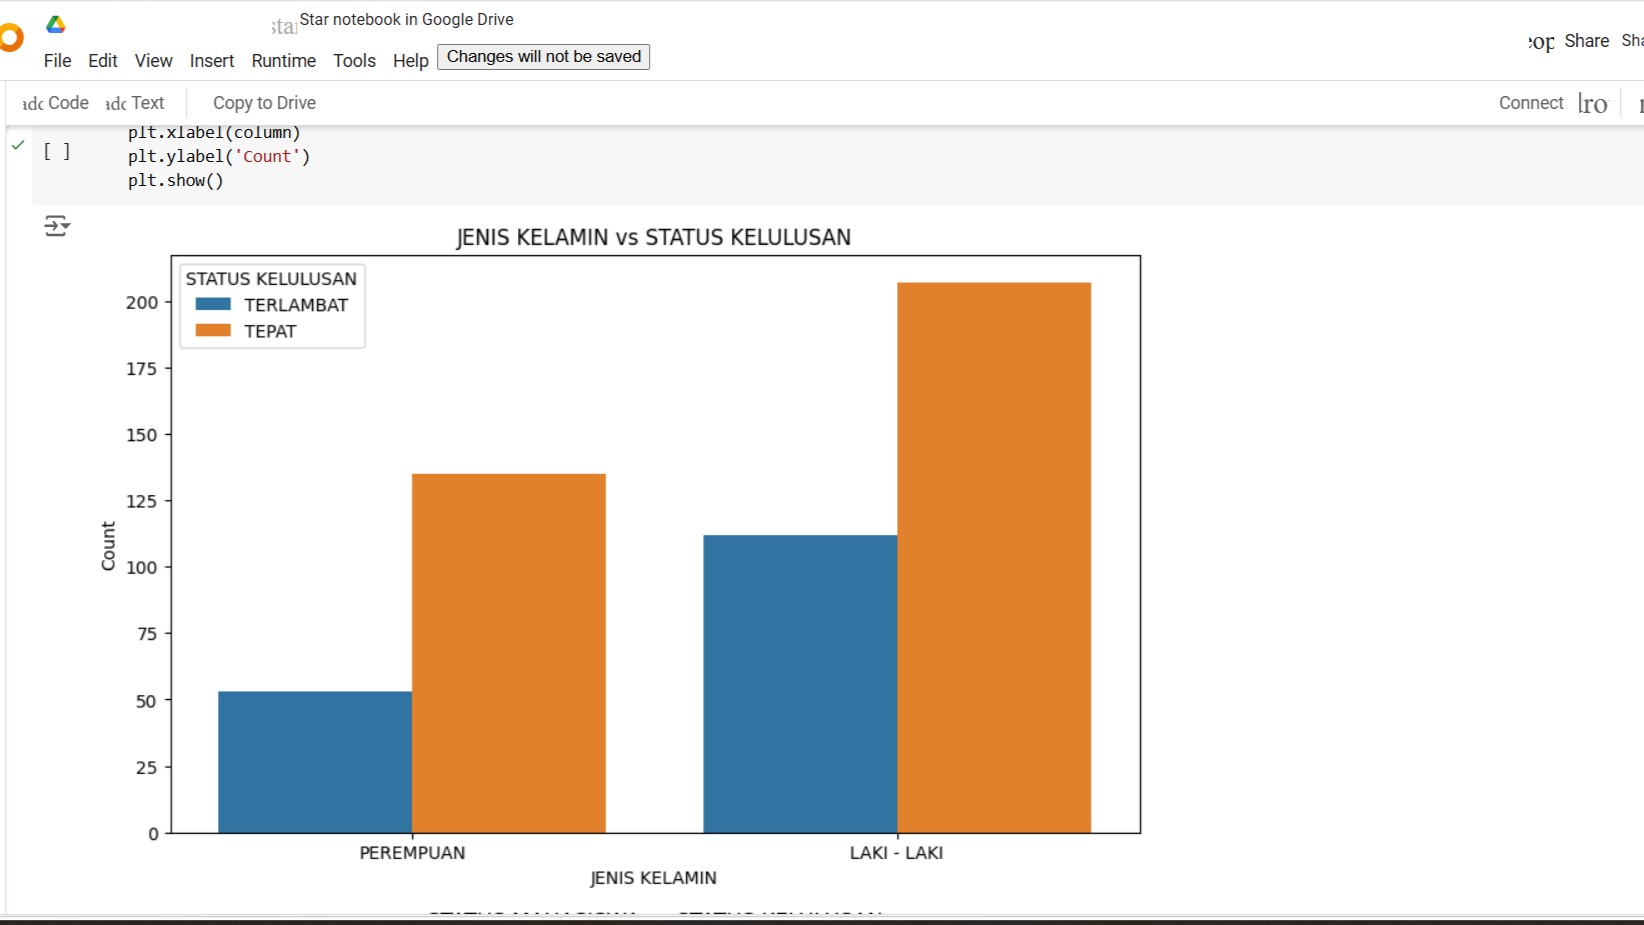 Star notebook in Google Drive
File Edit View Insert Runtime Tools Help Changes will not be saved
Share
Code Text Copy to Drive Connect
plt.xlabel(column)
[ ] plt.ylabel('Count')
plt.show()
JENIS KELAMIN vs STATUS KELULUSAN
STATUS KELULUSAN
TERLAMBAT
TEPAT
200
175
150
125
100
75
50
25
0
Count
PEREMPUAN LAKI - LAKI
JENIS KELAMIN